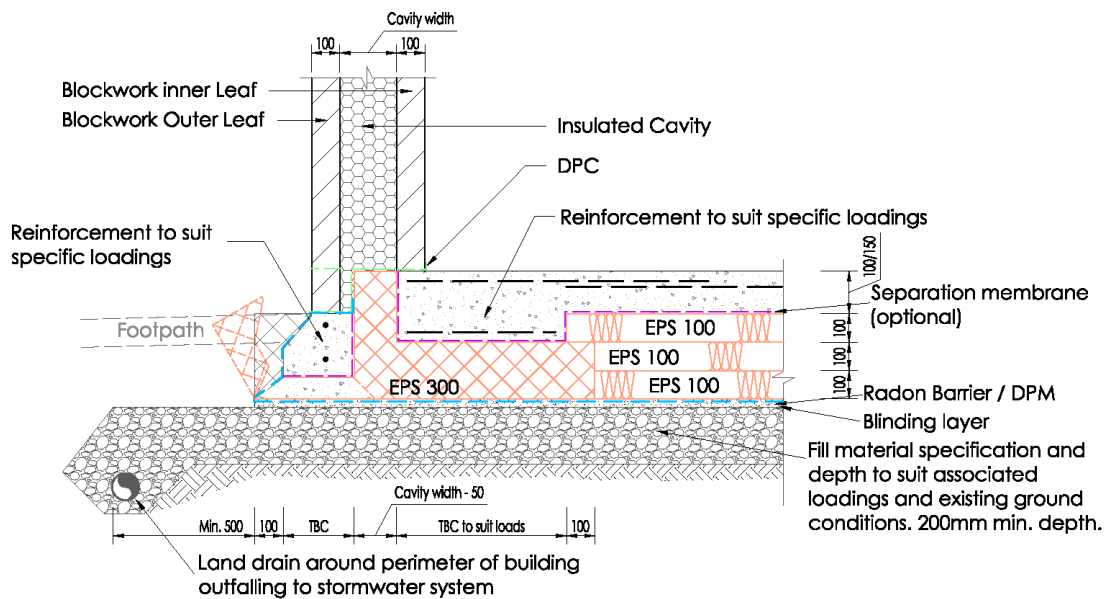 Cavity width
100
100
Blockwork inner Leaf
Blockwork Outer Leaf
Insulated Cavity
DPC
Reinforcement to suit
specific loadings
Reinforcement to suit specific loadings
100/150
Separation membrane
(optional)
Footpath
EPS 100
100
EPS 100
100
EPS 300
EPS 100
100
Radon Barrier / DPM
Blinding layer
Fill material specification and
depth to suit associated
loadings and existing ground
conditions. 200mm min. depth.
Cavity width - 50
Min. 500
100
TBC
TBC to suit loads
100
Land drain around perimeter of building
outfalling to stormwater system